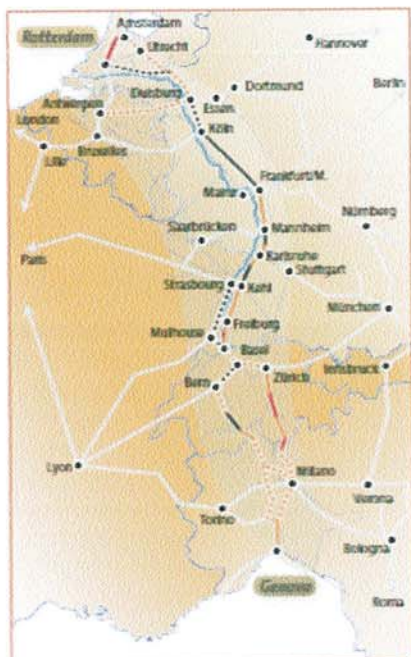 Amsterdam
Rotterdam
Utrecht
Hannover
Duisburg
Dortmund
Berlin
Antwerpen
Essen
London
Köln
Bruxelles
Lille
Frankfurt/M.
Mainz
Nürnberg
Saarbrücken
Mannheim
Karlsruhe
Paris
Stuttgart
Strasbourg
Kehl
München
Freiburg
Mulhouse
Basel
Zürich
Innsbruck
Bern
Lyon
Milano
Verona
Torino
Bologna
Genova
Roma